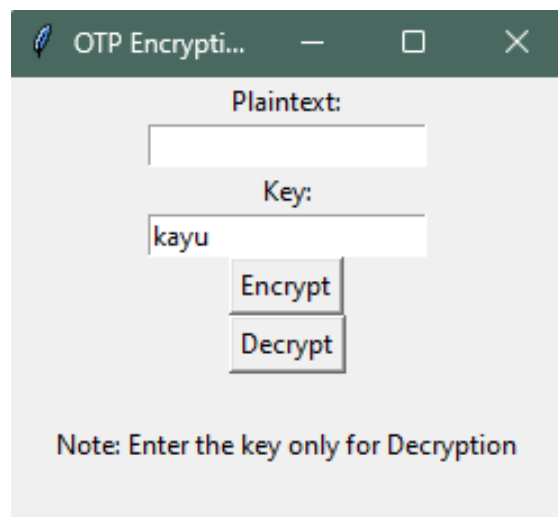 OTP Encrypti...
Plaintext:
Key:
kayu
Encrypt
Decrypt
Note: Enter the key only for Decryption